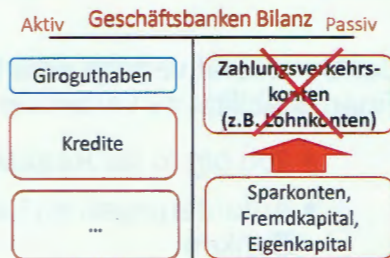 Geschäftsbanken Bilanz
Aktiv
Passiv
Giroguthaben
Kredite
...
Zahlungsverkehrs-
konten
(z.B. Lohnkonten)
Sparkonten,
Fremdkapital,
Eigenkapital